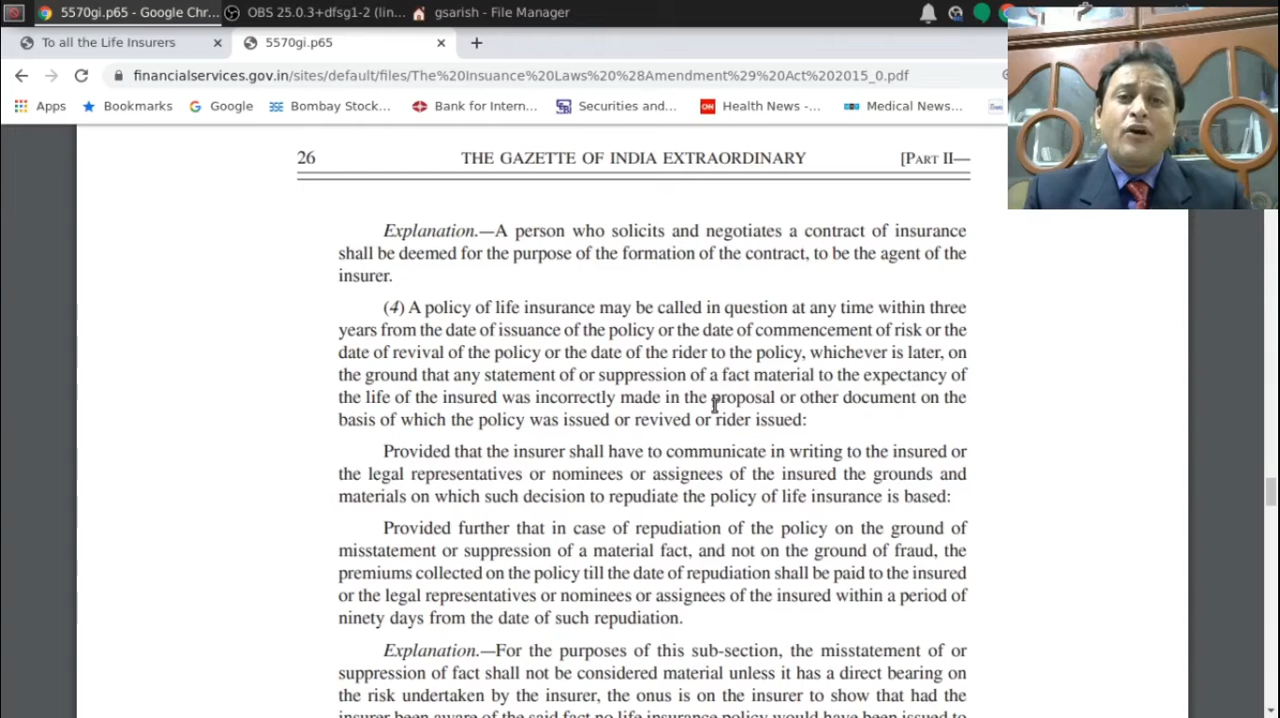 5570gi.p65 - Google Chr...
OBS 25.0.3+dfsg1-2 (lin...
gsarish - File Manager
To all the Life Insurers
5570gi.p65
financialservices.gov.in/sites/default/files/The%20Insuance%20Laws%20%28Amendment%29%20Act%202015_0.pdf
Apps Bookmarks Google Bombay Stock... Bank for Intern... Securities and... Health News -... Medical News...
26 THE GAZETTE OF INDIA EXTRAORDINARY [PART II—
Explanation.—A person who solicits and negotiates a contract of insurance
shall be deemed for the purpose of the formation of the contract, to be the agent of the
insurer.
(4) A policy of life insurance may be called in question at any time within three
years from the date of issuance of the policy or the date of commencement of risk or the
date of revival of the policy or the date of the rider to the policy, whichever is later, on
the ground that any statement of or suppression of a fact material to the expectancy of
the life of the insured was incorrectly made in the proposal or other document on the
basis of which the policy was issued or revived or rider issued:
Provided that the insurer shall have to communicate in writing to the insured or
the legal representatives or nominees or assignees of the insured the grounds and
materials on which such decision to repudiate the policy of life insurance is based:
Provided further that in case of repudiation of the policy on the ground of
misstatement or suppression of a material fact, and not on the ground of fraud, the
premiums collected on the policy till the date of repudiation shall be paid to the insured
or the legal representatives or nominees or assignees of the insured within a period of
ninety days from the date of such repudiation.
Explanation.—For the purposes of this sub-section, the misstatement of or
suppression of fact shall not be considered material unless it has a direct bearing on
the risk undertaken by the insurer, the onus is on the insurer to show that had the
insurer been aware of the said fact no life insurance policy would have been issued to